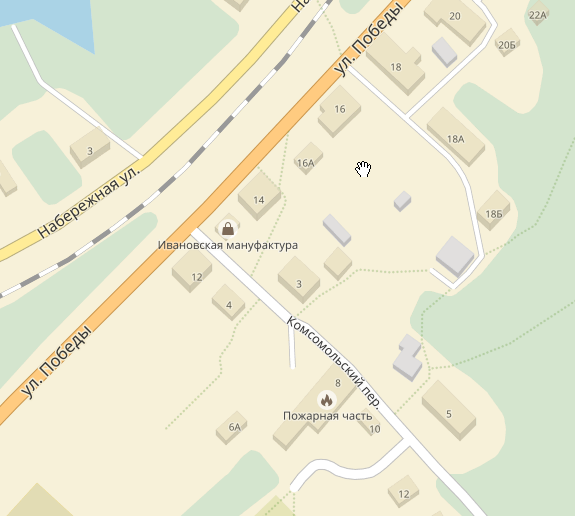 На
22А
20
20Б
ул. Победы
18
16
18А
3
16А
Набережная ул.
14
18Б
Ивановская мануфактура
12
3
4
Комсомольский пер.
ул. Победы
8
Пожарная часть
5
6А
10
12